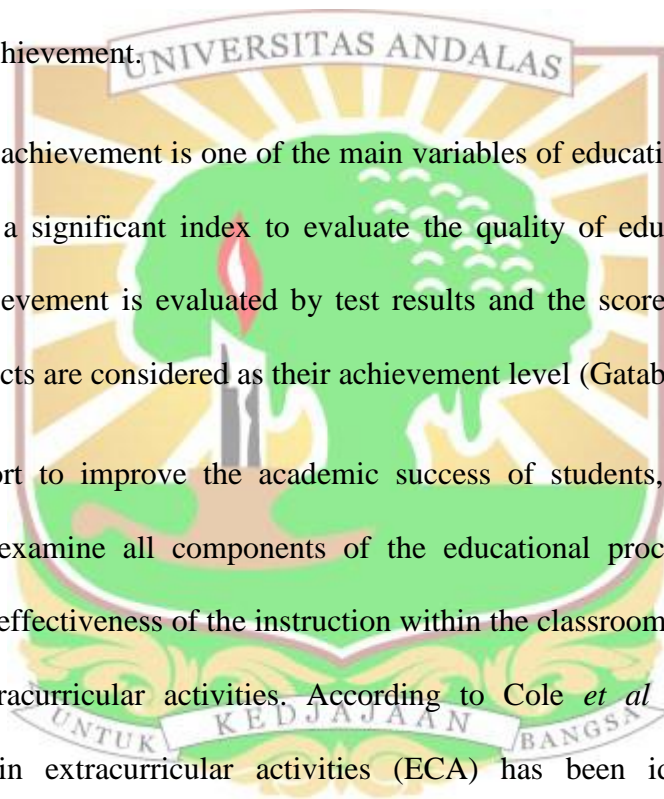 hievement.
UNIVERSITAS ANDALAS
achievement is one of the main variables of educati
a significant index to evaluate the quality of edu
evement is evaluated by test results and the score
cts are considered as their achievement level (Gatab
rt to improve the academic success of students,
examine all components of the educational proc
effectiveness of the instruction within the classroom
racurricular activities. According to Cole et al
UNTUK KEDJAJAAN BANGSA
in extracurricular activities (ECA) has been id